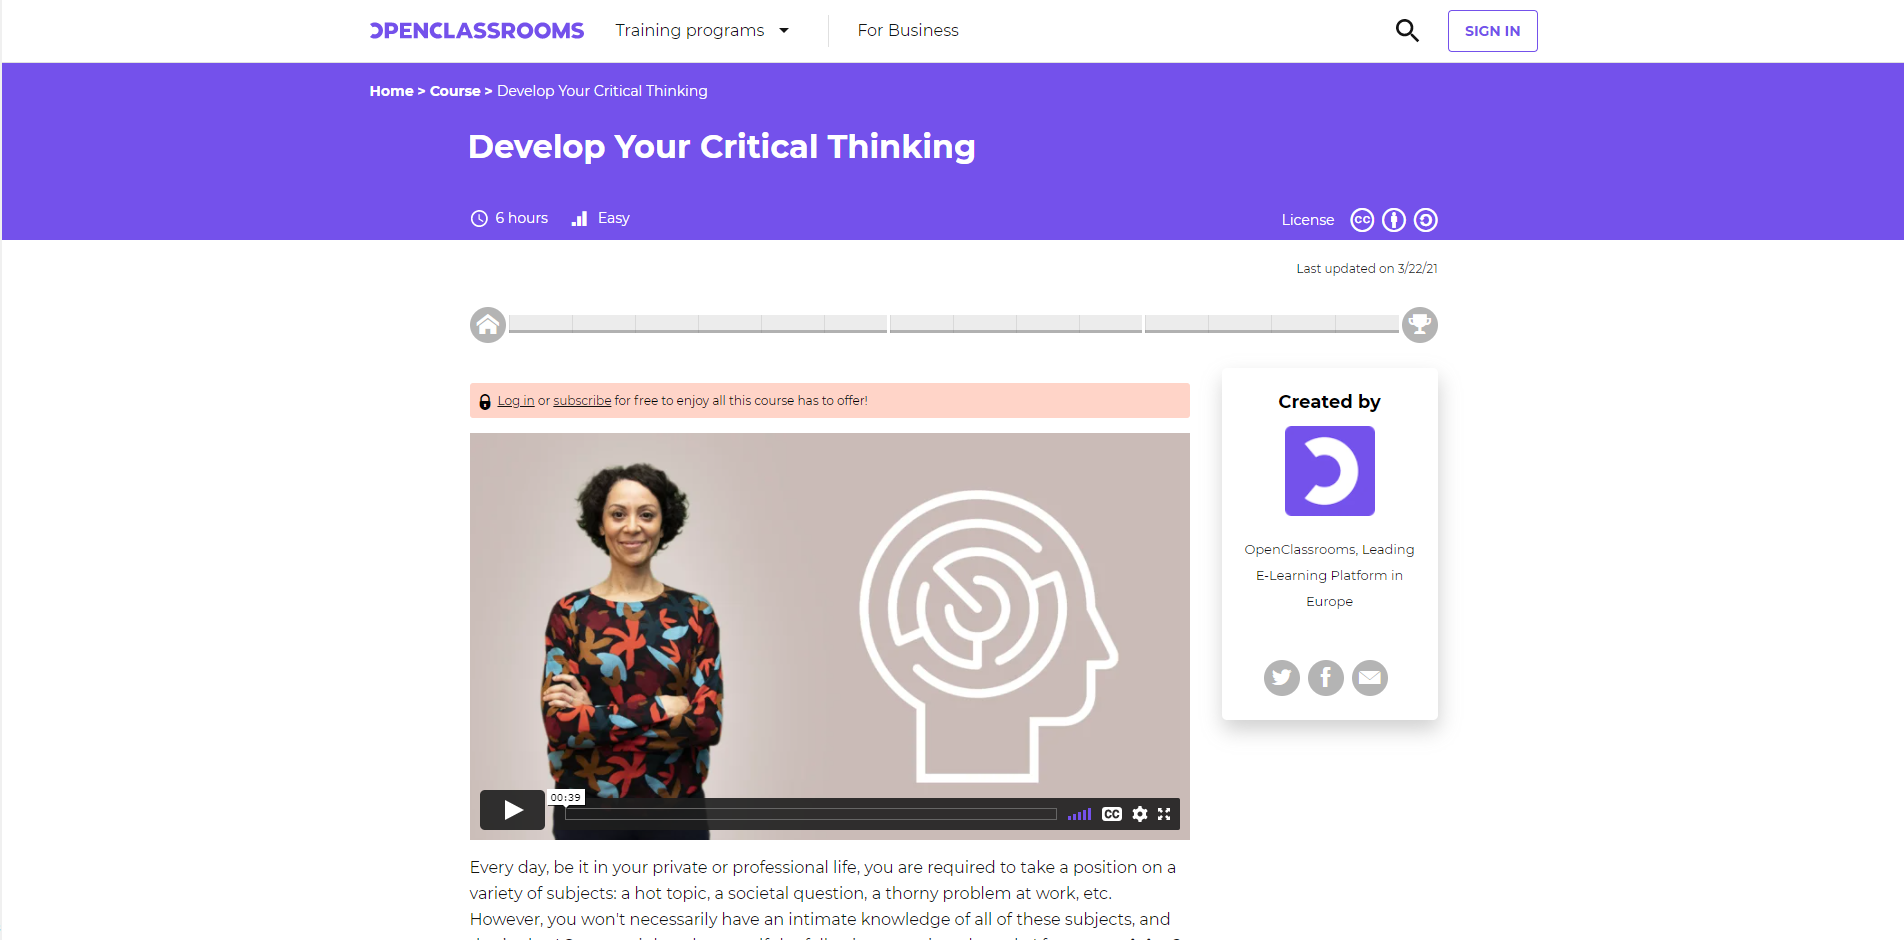 OPENCLASSROOMS Training programs For Business SIGN IN
Home > Course > Develop Your Critical Thinking
Develop Your Critical Thinking
6 hours Easy License
Last updated on 3/22/21
Log in or subscribe for free to enjoy all this course has to offer!
Created by
OpenClassrooms, Leading
E-Learning Platform in
Europe
00:39
CC
Every day, be it in your private or professional life, you are required to take a position on a
variety of subjects: a hot topic, a societal question, a thorny problem at work, etc.
However, you won't necessarily have an intimate knowledge of all of these subjects, and